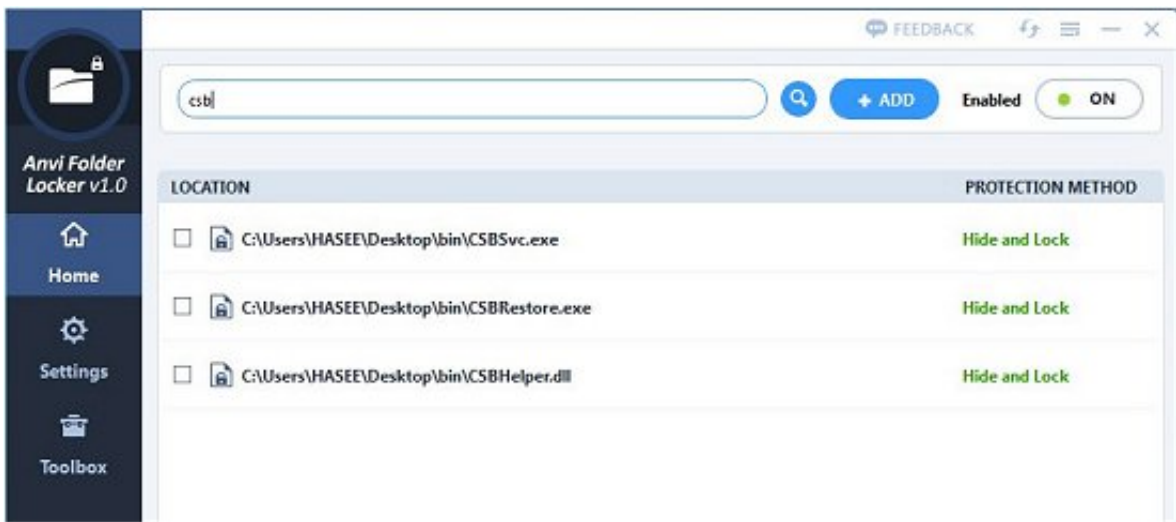 FEEDBACK
csb
+ ADD
Enabled
ON
Anvi Folder
Locker v1.0
Home
Settings
Toolbox
LOCATION PROTECTION METHOD
C:\Users\HASEE\Desktop\bin\CSBSvc.exe Hide and Lock
C:\Users\HASEE\Desktop\bin\CSBRestore.exe Hide and Lock
C:\Users\HASEE\Desktop\bin\CSBHelper.dll Hide and Lock